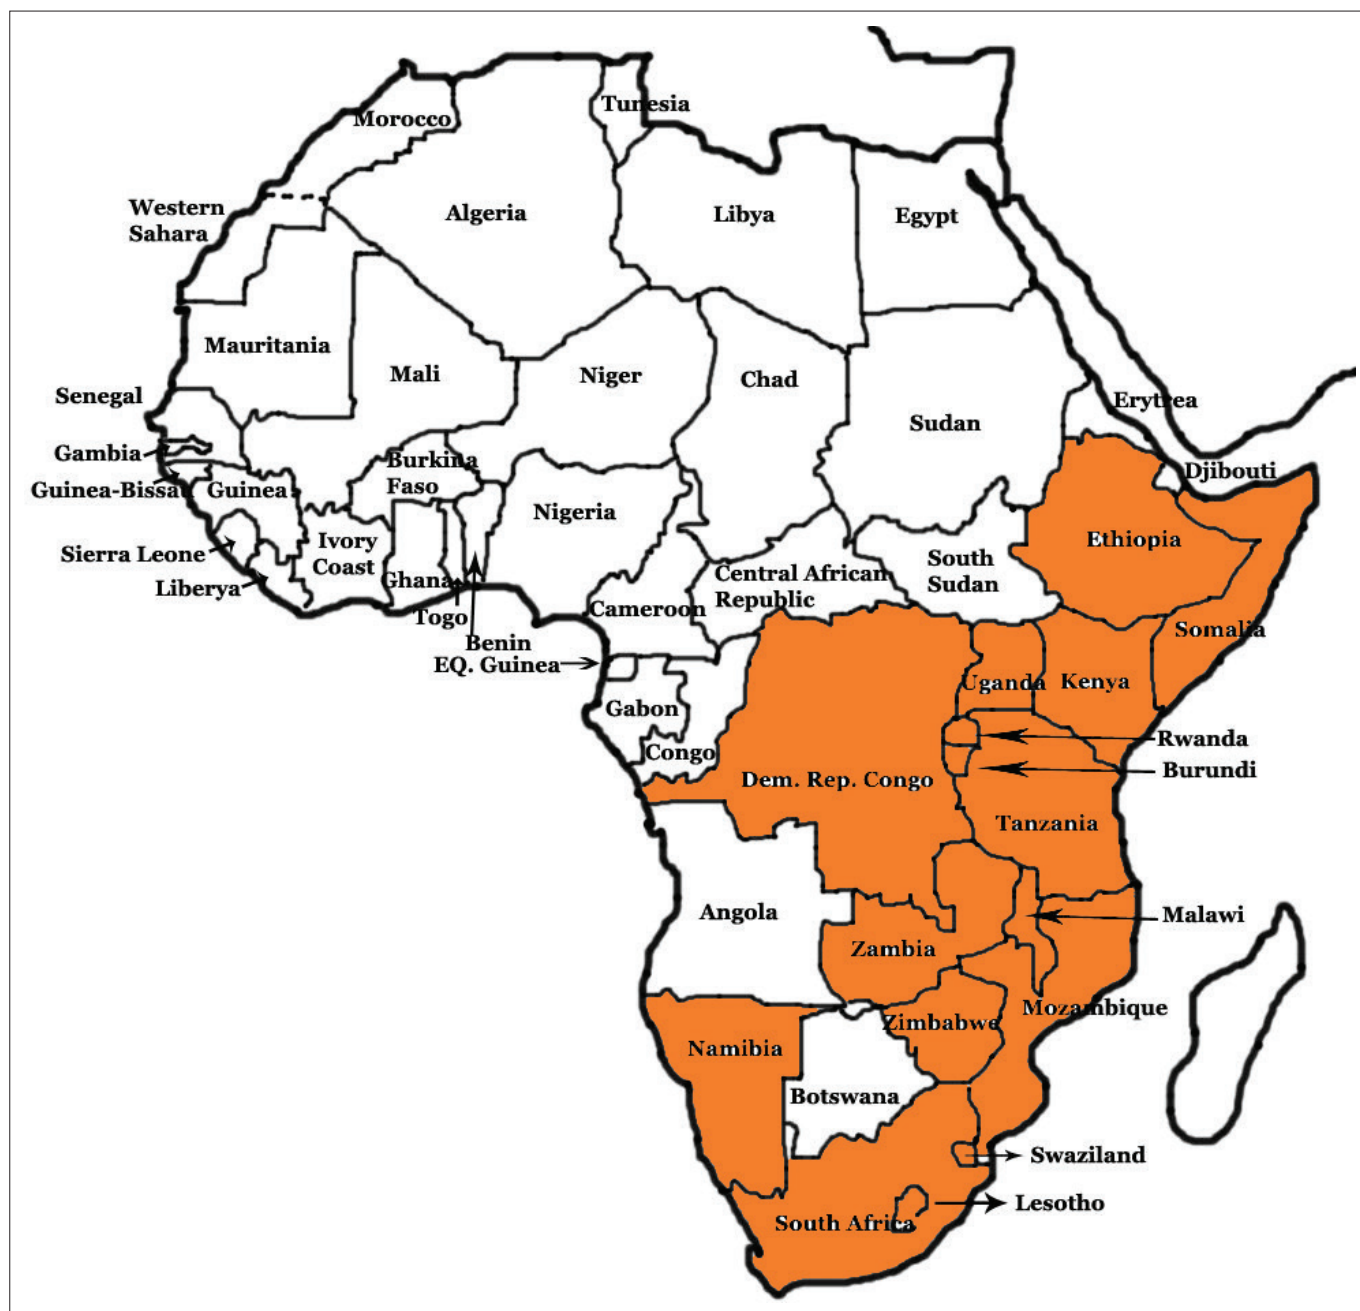 Tunesia
Morocco
Western
Sahara
Algeria
Libya
Egypt
Mauritania
Mali
Niger
Chad
Senegal
Erytrea
Sudan
Gambia
Burkina
Faso
Djibouti
Guinea-Bissau
Guinea
Nigeria
Ethiopia
Sierra Leone
Ivory
Coast
South
Sudan
Liberya
Ghana
Central African
Republic
Togo
Cameroon
Benin
Somalia
EQ. Guinea
Uganda
Kenya
Gabon
Rwanda
Congo
Burundi
Dem. Rep. Congo
Tanzania
Angola
Malawi
Zambia
Mozambique
Zimbabwe
Namibia
Botswana
Swaziland
Lesotho
South Africa